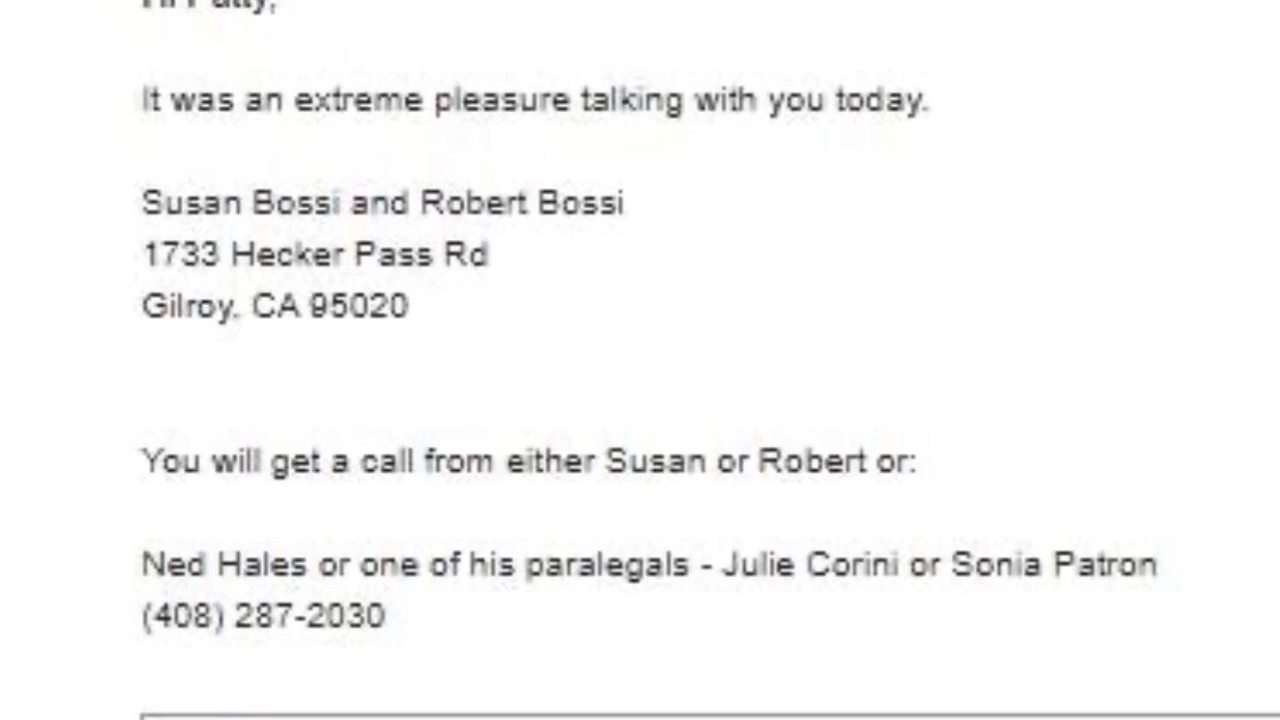 Hi Patty,
It was an extreme pleasure talking with you today.
Susan Bossi and Robert Bossi
1733 Hecker Pass Rd
Gilroy, CA 95020
You will get a call from either Susan or Robert or:
Ned Hales or one of his paralegals - Julie Corini or Sonia Patron
(408) 287-2030